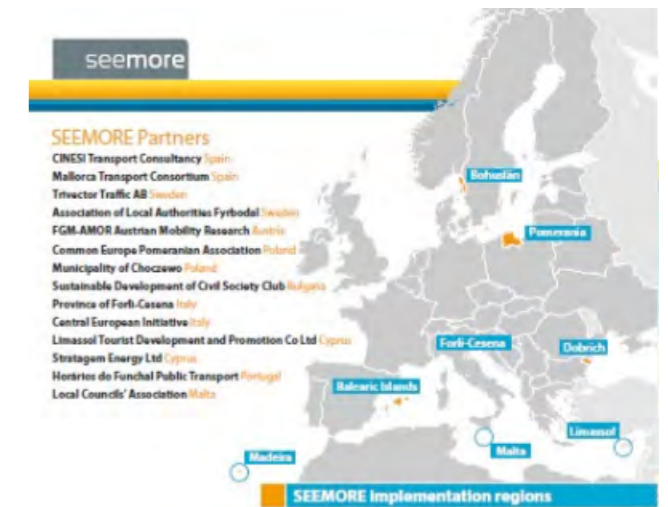 seemore
SEEMORE Partners
CINESI Transport Consultancy Spain
Mallorca Transport Consortium Spain
Trivector Traffic AB Sweden
Association of Local Authorities Fyrbodal Sweden
FGM-AMOR Austrian Mobility Research Austria
Common Europe Pomeranian Association Poland
Municipality of Choczewo Poland
Sustainable Development of Civil Society Club Bulgaria
Province of Forlì-Cesena Italy
Central European Initiative Italy
Limassol Tourist Development and Promotion Co Ltd Cyprus
Stratagem Energy Ltd Cyprus
Horários do Funchal Public Transport Portugal
Local Councils' Association Malta
Bohuslän
Pomerania
Forlì-Cesena
Dobrich
Balearic Islands
Limassol
Malta
Madeira
SEEMORE Implementation regions